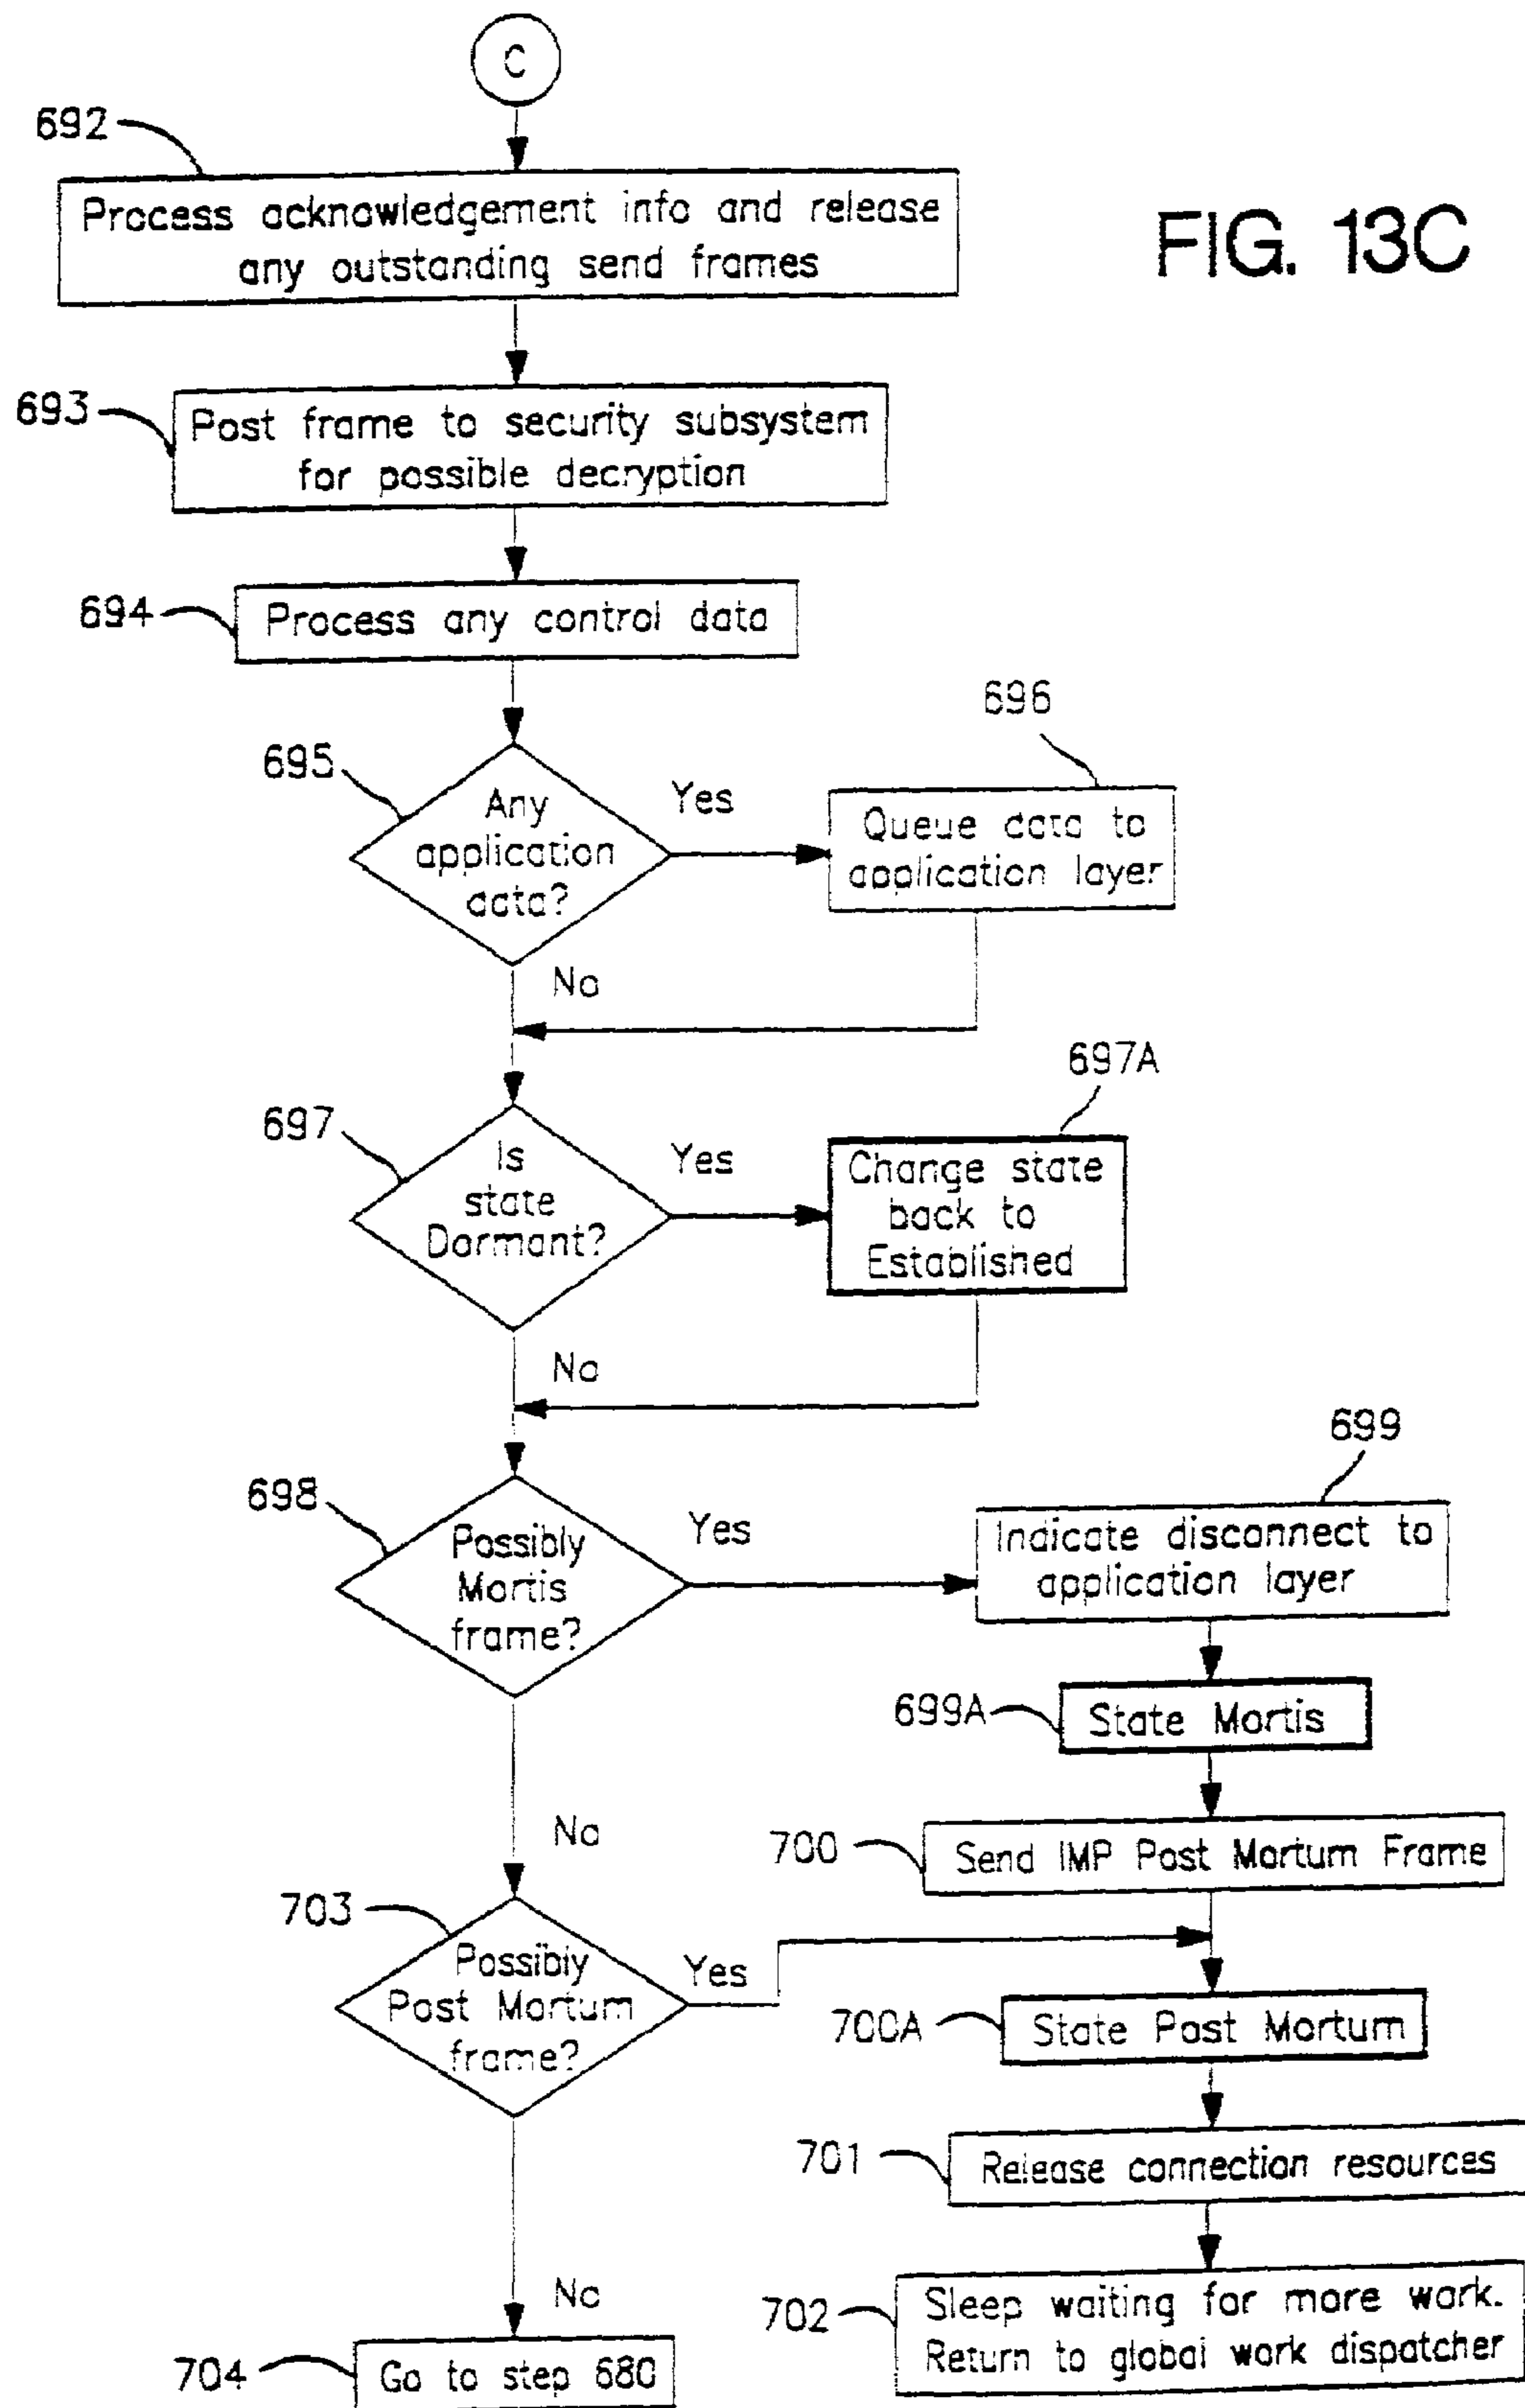 C
692
Process acknowledgement info and release
any outstanding send frames
FIG. 13C
693
Post frame to security subsystem
for possible decryption
694
Process any control data
695
Any
application
data?
Yes
No
696
Queue data to
application layer
697
Is
state
Dormant?
Yes
No
697A
Change state
back to
Established
698
Possibly
Mortis
frame?
Yes
No
699
Indicate disconnect to
application layer
699A
State Mortis
700
Send IMP Post Mortum Frame
703
Possibly
Post Mortum
frame?
Yes
No
700A
State Post Mortum
701
Release connection resources
702
Sleep waiting for more work.
Return to global work dispatcher
704
Go to step 680